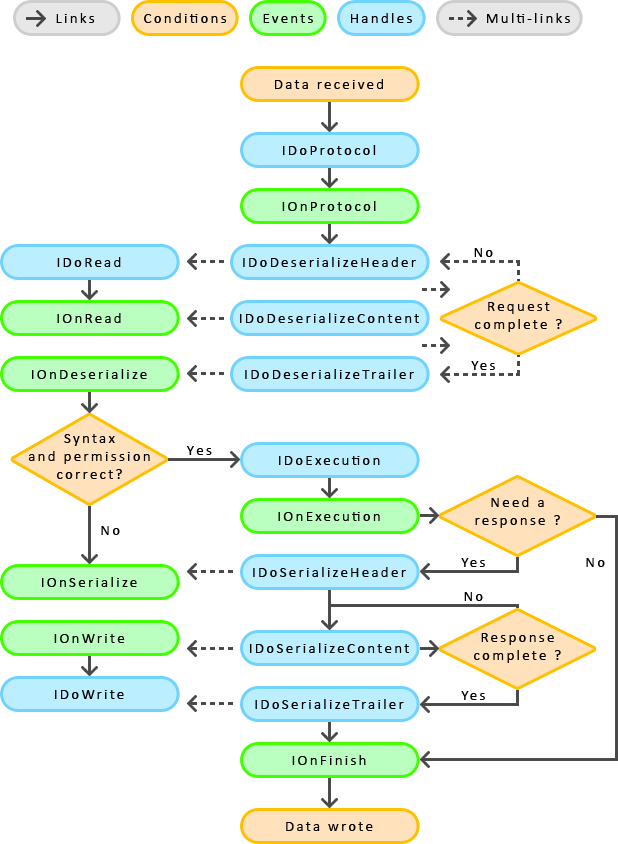 Links
Conditions
Events
Handles
Multi-links
Data received
IDoProtocol
IOnProtocol
IDoRead
IDoDeserializeHeader
No
IOnRead
IDoDeserializeContent
Request
complete ?
IOnDeserialize
IDoDeserializeTrailer
Yes
Syntax
and permission
correct?
Yes
IDoExecution
No
IOnExecution
Need a
response ?
IOnSerialize
IDoSerializeHeader
Yes
No
No
IOnWrite
IDoSerializeContent
Response
complete ?
IDoWrite
IDoSerializeTrailer
Yes
IOnFinish
Data wrote